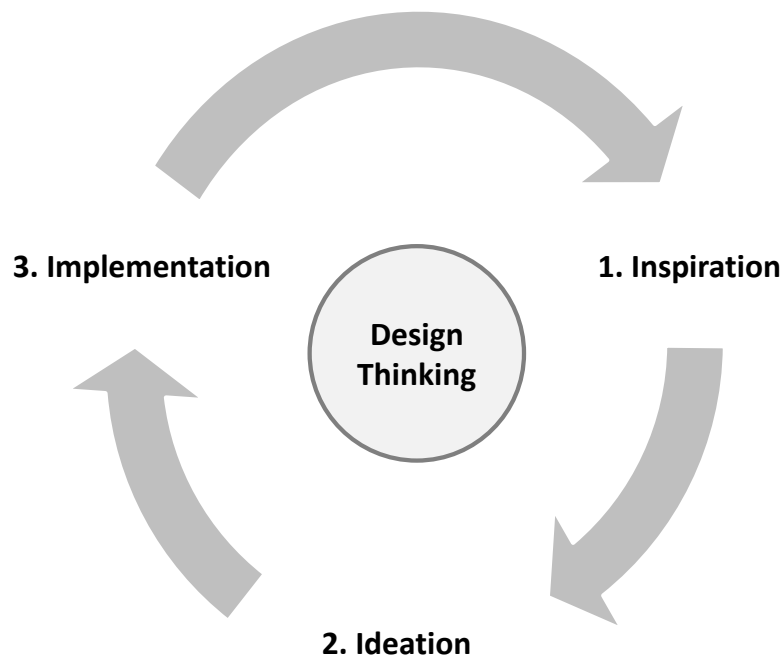 3. Implementation
1. Inspiration
Design
Thinking
2. Ideation